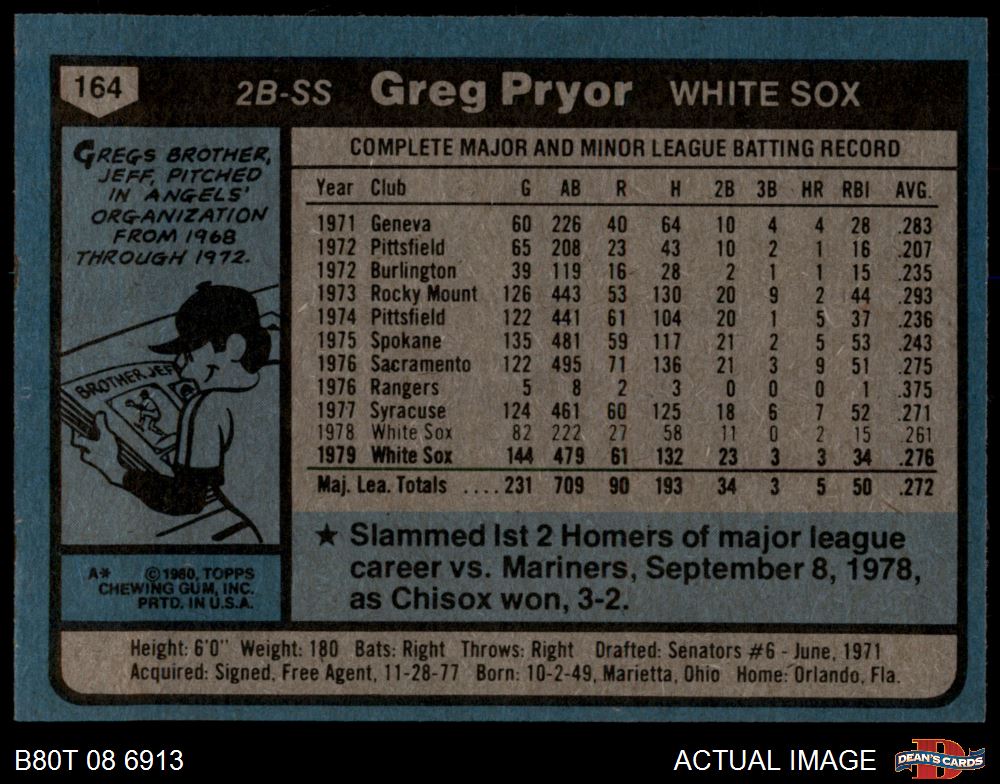 164 2B-SS Greg Pryor WHITE SOX
GREGS BROTHER,
JEFF, PITCHED
IN ANGELS'
ORGANIZATION
FROM 1968
THROUGH 1972.
BROTHER JEFF
A* ©1980, TOPPS
CHEWING GUM, INC.
PRTD. IN U.S.A.
COMPLETE MAJOR AND MINOR LEAGUE BATTING RECORD
Year Club G AB R H 2B 3B HR RBI AVG.
1971 Geneva 60 226 40 64 10 4 4 28 .283
1972 Pittsfield 65 208 23 43 10 2 1 16 .207
1972 Burlington 39 119 16 28 2 1 1 15 .235
1973 Rocky Mount 126 443 53 130 20 9 2 44 .293
1974 Pittsfield 122 441 61 104 20 1 5 37 .236
1975 Spokane 135 481 59 117 21 2 5 53 .243
1976 Sacramento 122 495 71 136 21 3 9 51 .275
1976 Rangers 5 8 2 3 0 0 0 1 .375
1977 Syracuse 124 461 60 125 18 6 7 52 .271
1978 White Sox 82 222 27 58 11 0 2 15 .261
1979 White Sox 144 479 61 132 23 3 3 34 .276
Maj. Lea. Totals ....231 709 90 193 34 3 5 50 .272
★ Slammed lst 2 Homers of major league
career vs. Mariners, September 8, 1978,
as Chisox won, 3-2.
Height: 6'0" Weight: 180 Bats: Right Throws: Right Drafted: Senators #6 - June, 1971
Acquired: Signed, Free Agent, 11-28-77 Born: 10-2-49, Marietta, Ohio Home: Orlando, Fla.
B80T 08 6913 ACTUAL IMAGE DEAN'S CARDS